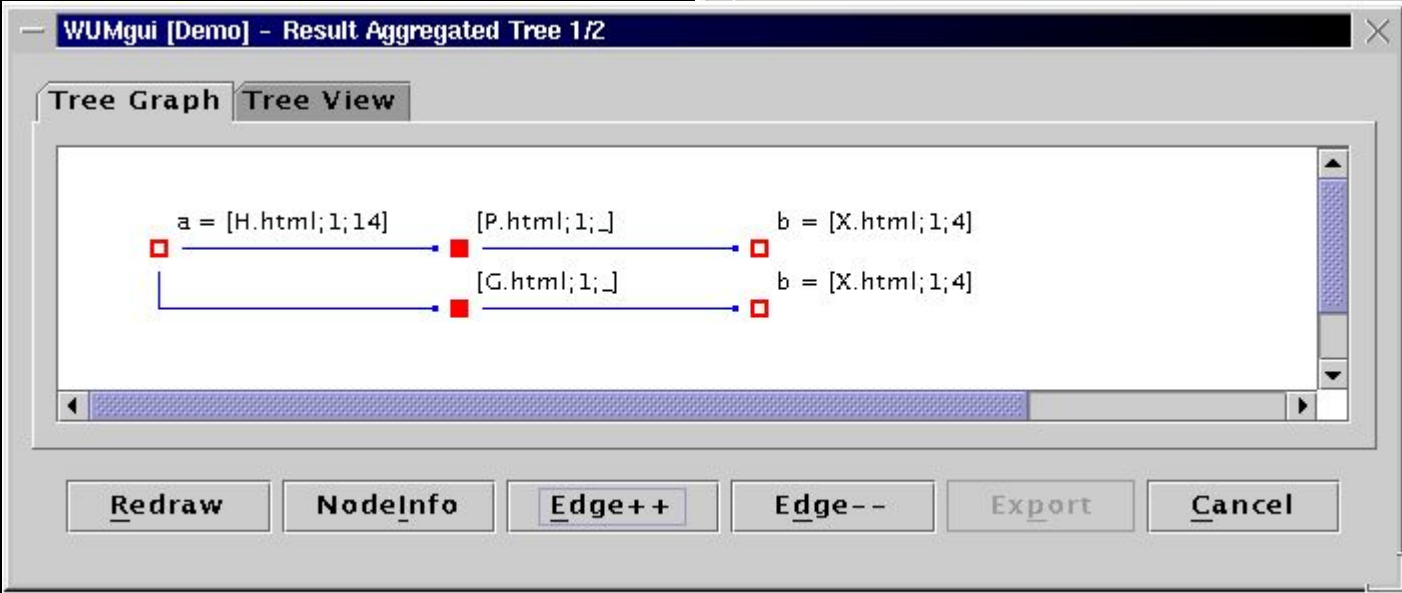 WUMgui [Demo] - Result Aggregated Tree 1/2
Tree Graph Tree View
a = [H.html;1;14] [P.html;1;_] b = [X.html;1;4]
[G.html;1;_] b = [X.html;1;4]
Redraw NodeInfo Edge++ Edge-- Export Cancel